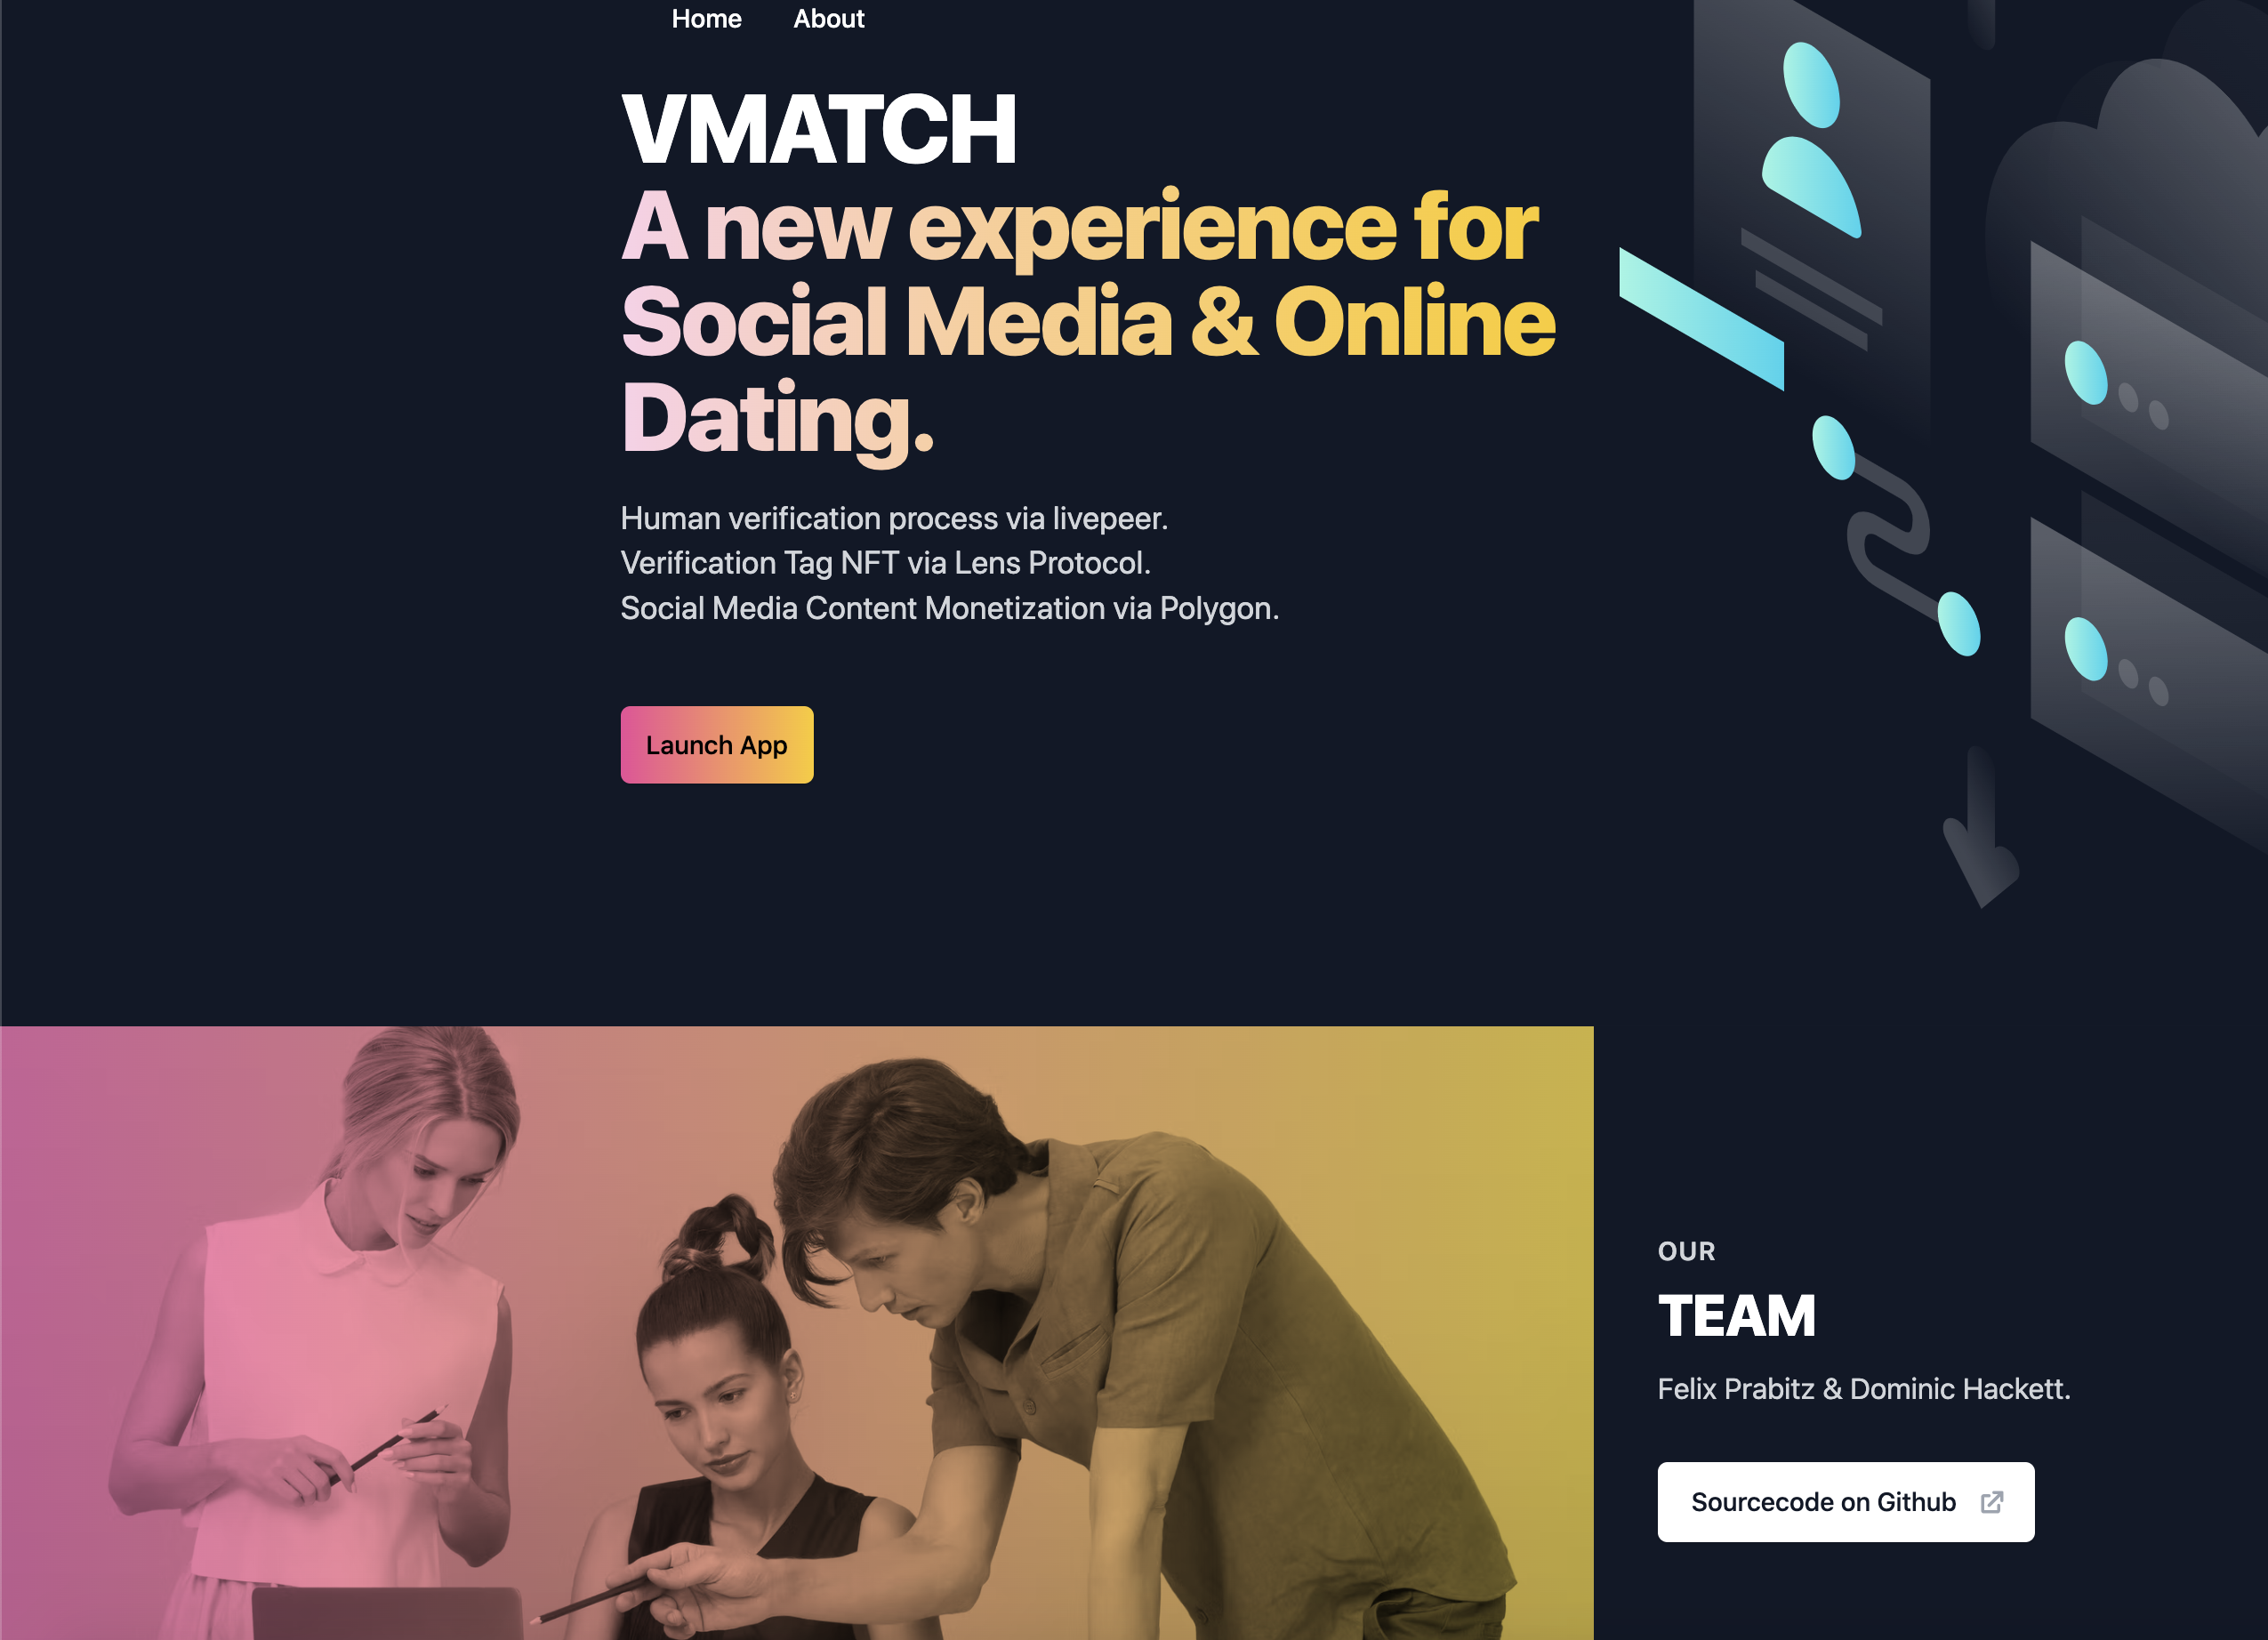 Home About
VMATCH
A new experience for
Social Media & Online
Dating.
Human verification process via livepeer.
Verification Tag NFT via Lens Protocol.
Social Media Content Monetization via Polygon.
Launch App
OUR
TEAM
Felix Prabitz & Dominic Hackett.
Sourcecode on Github